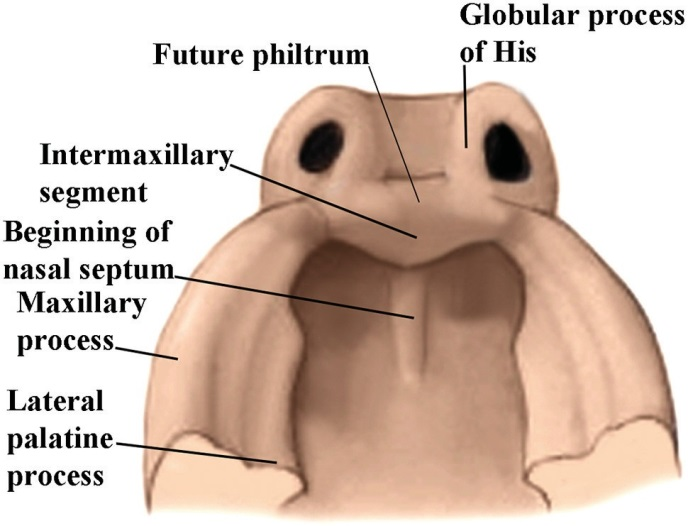 Globular process
of His
Future philtrum
Intermaxillary
segment
Beginning of
nasal septum
Maxillary
process
Lateral
palatine
process